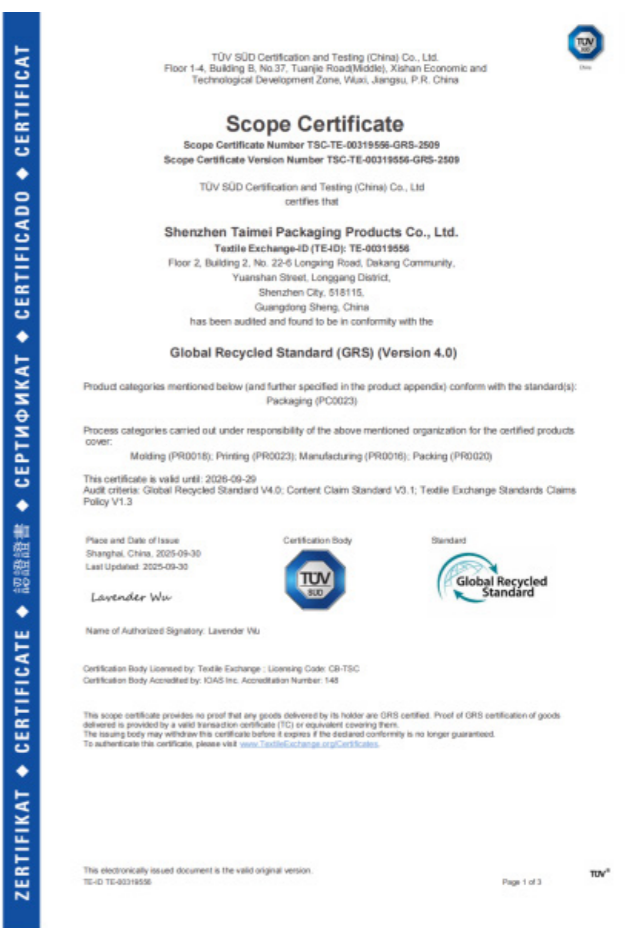 ZERTIFIKAT ◆ CERTIFICATE ◆ 認證證書 ◆ СЕРТИФИКАТ ◆ CERTIFICADO ◆ CERTIFICAT
TÜV SÜD Certification and Testing (China) Co., Ltd.
Floor 1-4, Building B, No.37, Tuanjie Road(Middle), Xishan Economic and
Technological Development Zone, Wuxi, Jiangsu, P.R. China
TÜV
SÜD
China
Scope Certificate
Scope Certificate Number TSC-TE-00319556-GRS-2509
Scope Certificate Version Number TSC-TE-00319556-GRS-2509
TÜV SÜD Certification and Testing (China) Co., Ltd
certifies that
Shenzhen Taimei Packaging Products Co., Ltd.
Textile Exchange-ID (TE-ID): TE-00319556
Floor 2, Building 2, No. 22-6 Longxing Road, Dakang Community,
Yuanshan Street, Longgang District,
Shenzhen City, 518115,
Guangdong Sheng, China
has been audited and found to be in conformity with the
Global Recycled Standard (GRS) (Version 4.0)
Product categories mentioned below (and further specified in the product appendix) conform with the standard(s):
Packaging (PC0023)
Process categories carried out under responsibility of the above mentioned organization for the certified products
cover:
Molding (PR0018); Printing (PR0023); Manufacturing (PR0016); Packing (PR0020)
This certificate is valid until: 2026-09-29
Audit criteria: Global Recycled Standard V4.0; Content Claim Standard V3.1; Textile Exchange Standards Claims
Policy V1.3
Place and Date of Issue
Shanghai, China, 2025-09-30
Last Updated: 2025-09-30
Lavender Wu
Certification Body
TÜV
SÜD
Standard
Global Recycled
Standard
Name of Authorized Signatory: Lavender Wu
Certification Body Licensed by: Textile Exchange ; Licensing Code: CB-TSC
Certification Body Accredited by: IOAS Inc. Accreditation Number: 148
This scope certificate provides no proof that any goods delivered by its holder are GRS certified. Proof of GRS certification of goods
delivered is provided by a valid transaction certificate (TC) or equivalent covering them.
The issuing body may withdraw this certificate before it expires if the declared conformity is no longer guaranteed.
To authenticate this certificate, please visit www.TextileExchange.org/Certificates.
This electronically issued document is the valid original version.
TE-ID TE-00319556
Page 1 of 3
TÜV®